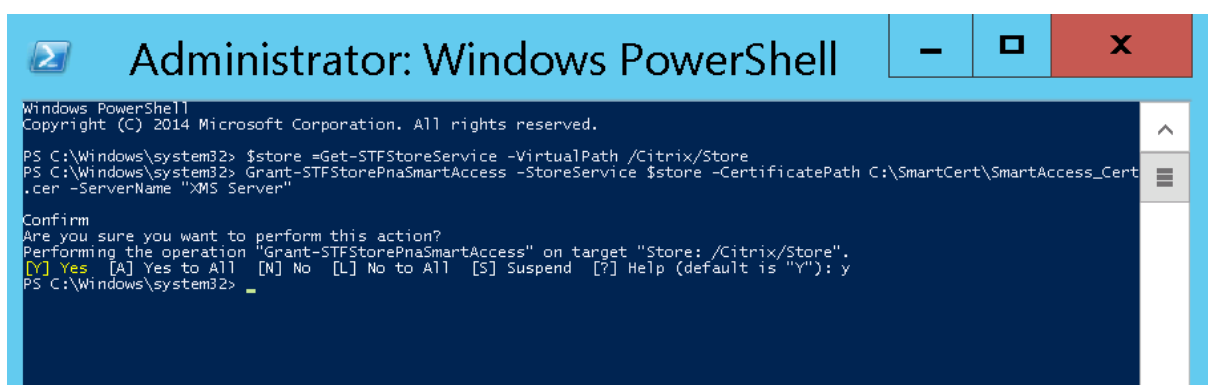 Administrator: Windows PowerShell
Windows PowerShell
Copyright (C) 2014 Microsoft Corporation. All rights reserved.
PS C:\Windows\system32> $store =Get-STFStoreService -VirtualPath /Citrix/Store
PS C:\Windows\system32> Grant-STFStorePnaSmartAccess -StoreService $store -CertificatePath C:\SmartCert\SmartAccess_Cert
.cer -ServerName "XMS Server"
Confirm
Are you sure you want to perform this action?
Performing the operation "Grant-STFStorePnaSmartAccess" on target "Store: /Citrix/Store".
[Y] Yes  [A] Yes to All  [N] No  [L] No to All  [S] Suspend  [?] Help (default is "Y"): y
PS C:\Windows\system32> _